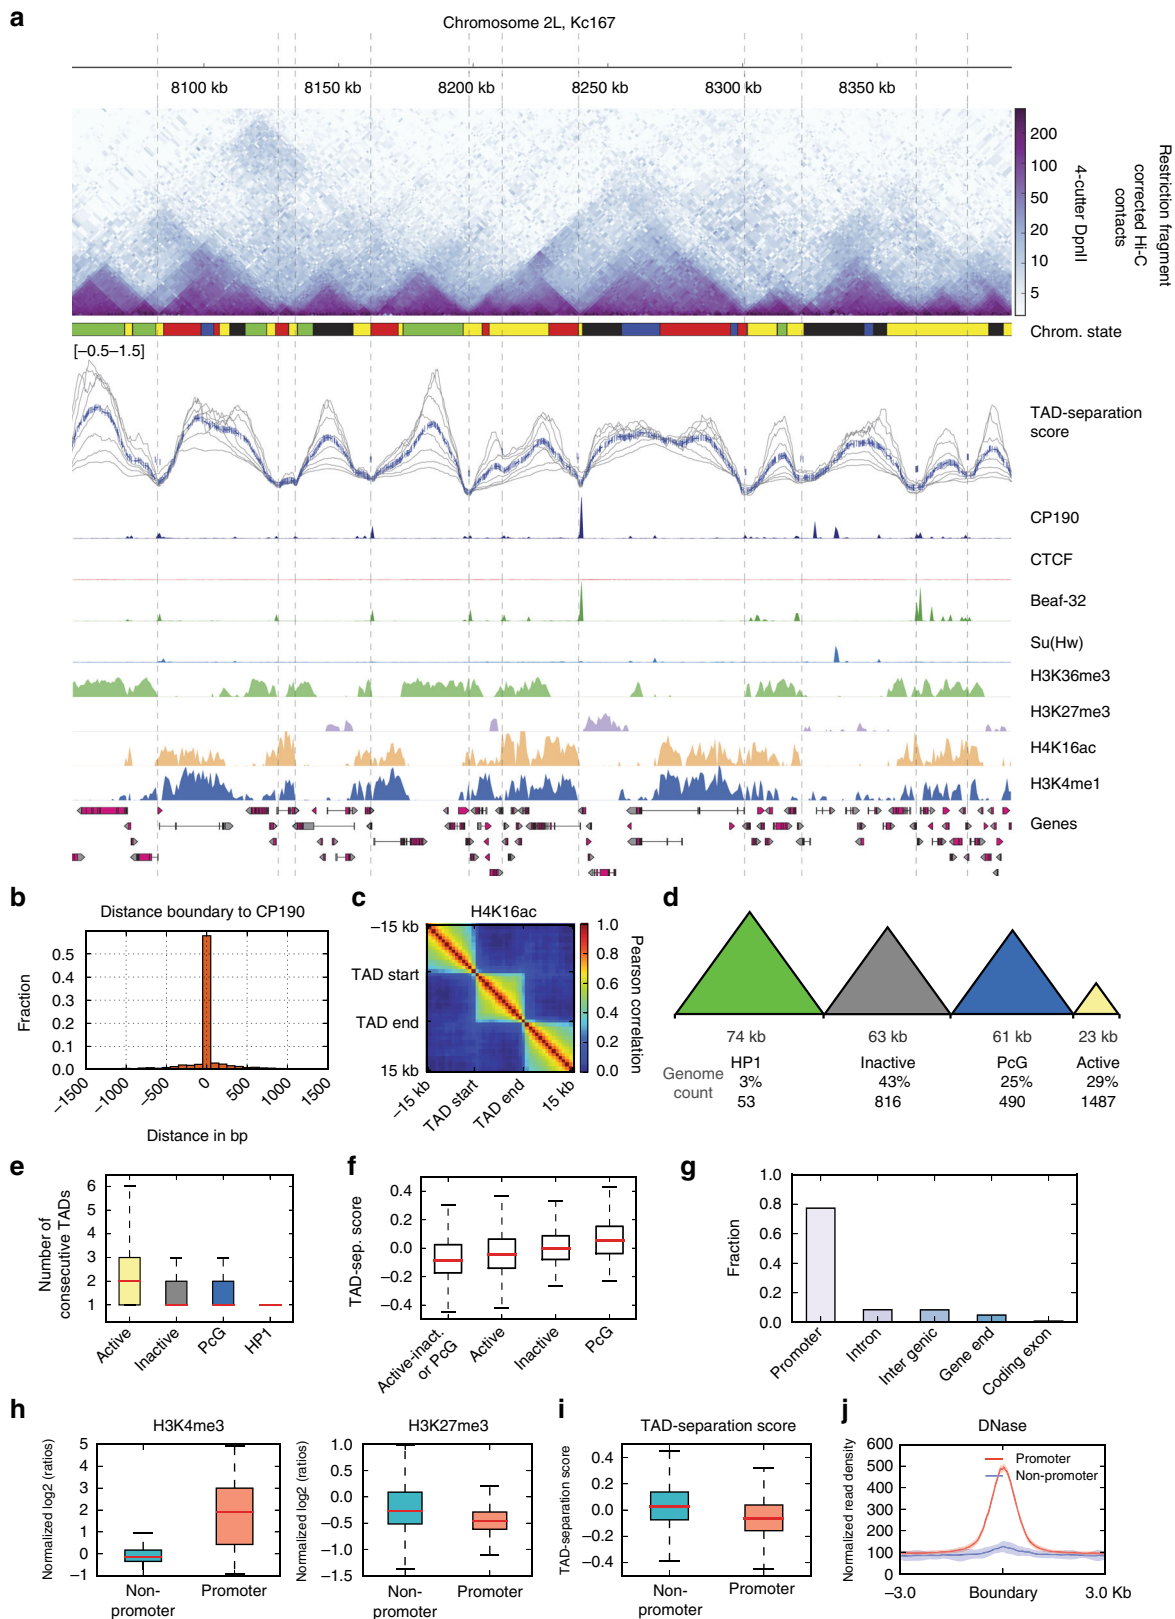 a
Chromosome 2L, Kc167
8100 kb 8150 kb 8200 kb 8250 kb 8300 kb 8350 kb
200
100
50
20
10
5
4-cutter DpnII
Restriction fragment
corrected Hi-C
contacts
Chrom. state
[–0.5–1.5]
TAD-separation
score
CP190
CTCF
Beaf-32
Su(Hw)
H3K36me3
H3K27me3
H4K16ac
H3K4me1
Genes
b
Distance boundary to CP190
Fraction
0.5
0.4
0.3
0.2
0.1
0.0
–1500 –1000 –500 0 500 1000 1500
Distance in bp
c
H4K16ac
–15 kb
TAD start
TAD end
15 kb
–15 kb TAD start TAD end 15 kb
1.0
0.8
0.6
0.4
0.2
0.0
Pearson correlation
d
74 kb 63 kb 61 kb 23 kb
HP1 Inactive PcG Active
Genome 3% 43% 25% 29%
count 53 816 490 1487
e
Number of
consecutive TADs
6
5
4
3
2
1
Active Inactive PcG HP1
f
TAD-sep. score
0.4
0.2
0.0
–0.2
–0.4
Active-inact.
or PcG
Active Inactive PcG
g
Fraction
1.0
0.8
0.6
0.4
0.2
0.0
Promoter Intron Inter genic Gene end Coding exon
h
H3K4me3
Normalized log2 (ratios)
5
4
3
2
1
0
–1
Non-
promoter
Promoter
H3K27me3
Normalized log2 (ratios)
1.0
0.5
0.0
–0.5
–1.0
–1.5
Non-
promoter
Promoter
i
TAD-separation score
TAD-separation score
0.4
0.2
0.0
–0.2
–0.4
Non-
promoter
Promoter
j
DNase
Normalized read density
600
500
400
300
200
100
0
Promoter
Non-promoter
–3.0 Boundary 3.0 Kb